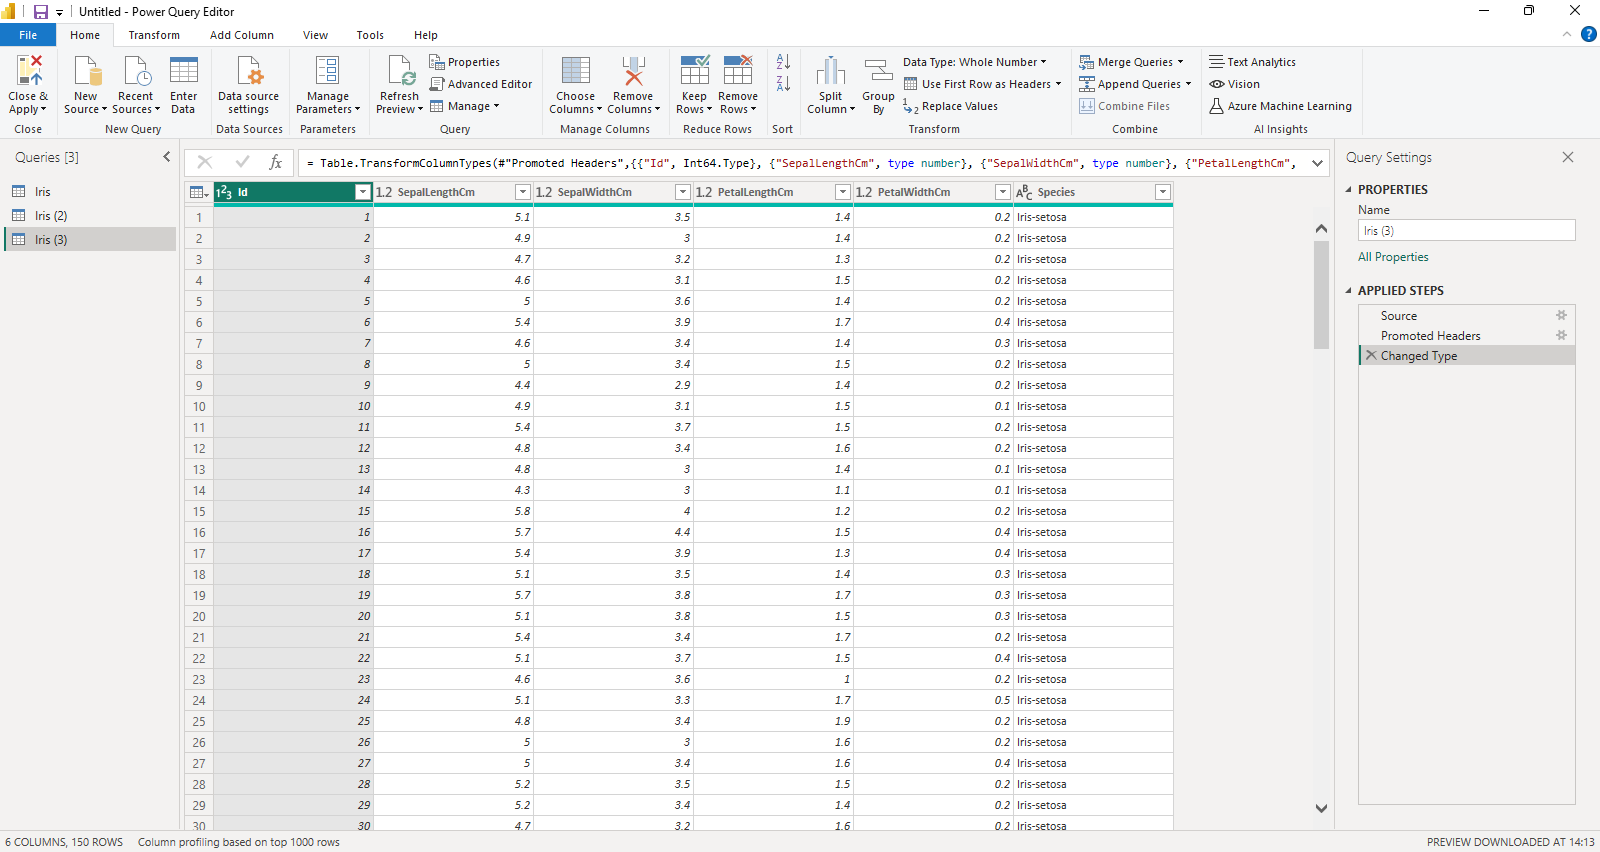 Untitled - Power Query Editor
File Home Transform Add Column View Tools Help
Close & Apply
Close
New Source Recent Sources Enter Data
New Query
Data source settings
Data Sources
Manage Parameters
Parameters
Refresh Preview
Properties
Advanced Editor
Manage
Query
Choose Columns Remove Columns
Manage Columns
Keep Rows Remove Rows
Reduce Rows
Sort
Split Column Group By
Data Type: Whole Number
Use First Row as Headers
Replace Values
Transform
Merge Queries
Append Queries
Combine Files
Combine
Text Analytics
Vision
Azure Machine Learning
AI Insights
Queries [3]
Iris
Iris (2)
Iris (3)
fx = Table.TransformColumnTypes(#"Promoted Headers",{{"Id", Int64.Type}, {"SepalLengthCm", type number}, {"SepalWidthCm", type number}, {"PetalLengthCm",
123 Id 1.2 SepalLengthCm 1.2 SepalWidthCm 1.2 PetalLengthCm 1.2 PetalWidthCm ABC Species
1 1 5.1 3.5 1.4 0.2 Iris-setosa
2 2 4.9 3 1.4 0.2 Iris-setosa
3 3 4.7 3.2 1.3 0.2 Iris-setosa
4 4 4.6 3.1 1.5 0.2 Iris-setosa
5 5 5 3.6 1.4 0.2 Iris-setosa
6 6 5.4 3.9 1.7 0.4 Iris-setosa
7 7 4.6 3.4 1.4 0.3 Iris-setosa
8 8 5 3.4 1.5 0.2 Iris-setosa
9 9 4.4 2.9 1.4 0.2 Iris-setosa
10 10 4.9 3.1 1.5 0.1 Iris-setosa
11 11 5.4 3.7 1.5 0.2 Iris-setosa
12 12 4.8 3.4 1.6 0.2 Iris-setosa
13 13 4.8 3 1.4 0.1 Iris-setosa
14 14 4.3 3 1.1 0.1 Iris-setosa
15 15 5.8 4 1.2 0.2 Iris-setosa
16 16 5.7 4.4 1.5 0.4 Iris-setosa
17 17 5.4 3.9 1.3 0.4 Iris-setosa
18 18 5.1 3.5 1.4 0.3 Iris-setosa
19 19 5.7 3.8 1.7 0.3 Iris-setosa
20 20 5.1 3.8 1.5 0.3 Iris-setosa
21 21 5.4 3.4 1.7 0.2 Iris-setosa
22 22 5.1 3.7 1.5 0.4 Iris-setosa
23 23 4.6 3.6 1 0.2 Iris-setosa
24 24 5.1 3.3 1.7 0.5 Iris-setosa
25 25 4.8 3.4 1.9 0.2 Iris-setosa
26 26 5 3 1.6 0.2 Iris-setosa
27 27 5 3.4 1.6 0.4 Iris-setosa
28 28 5.2 3.5 1.5 0.2 Iris-setosa
29 29 5.2 3.4 1.4 0.2 Iris-setosa
30 30 4.7 3.2 1.6 0.2 Iris-setosa
Query Settings
PROPERTIES
Name
Iris (3)
All Properties
APPLIED STEPS
Source
Promoted Headers
Changed Type
6 COLUMNS, 150 ROWS Column profiling based on top 1000 rows
PREVIEW DOWNLOADED AT 14:13